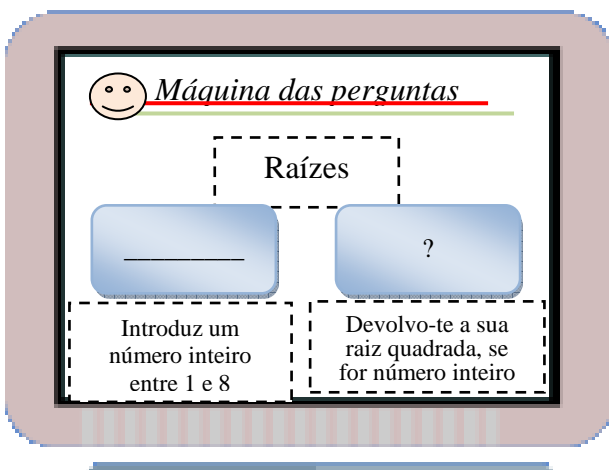 Máquina das perguntas
Raízes
_________
?
Introduz um
número inteiro
entre 1 e 8
Devolvo-te a sua
raiz quadrada, se
for número inteiro